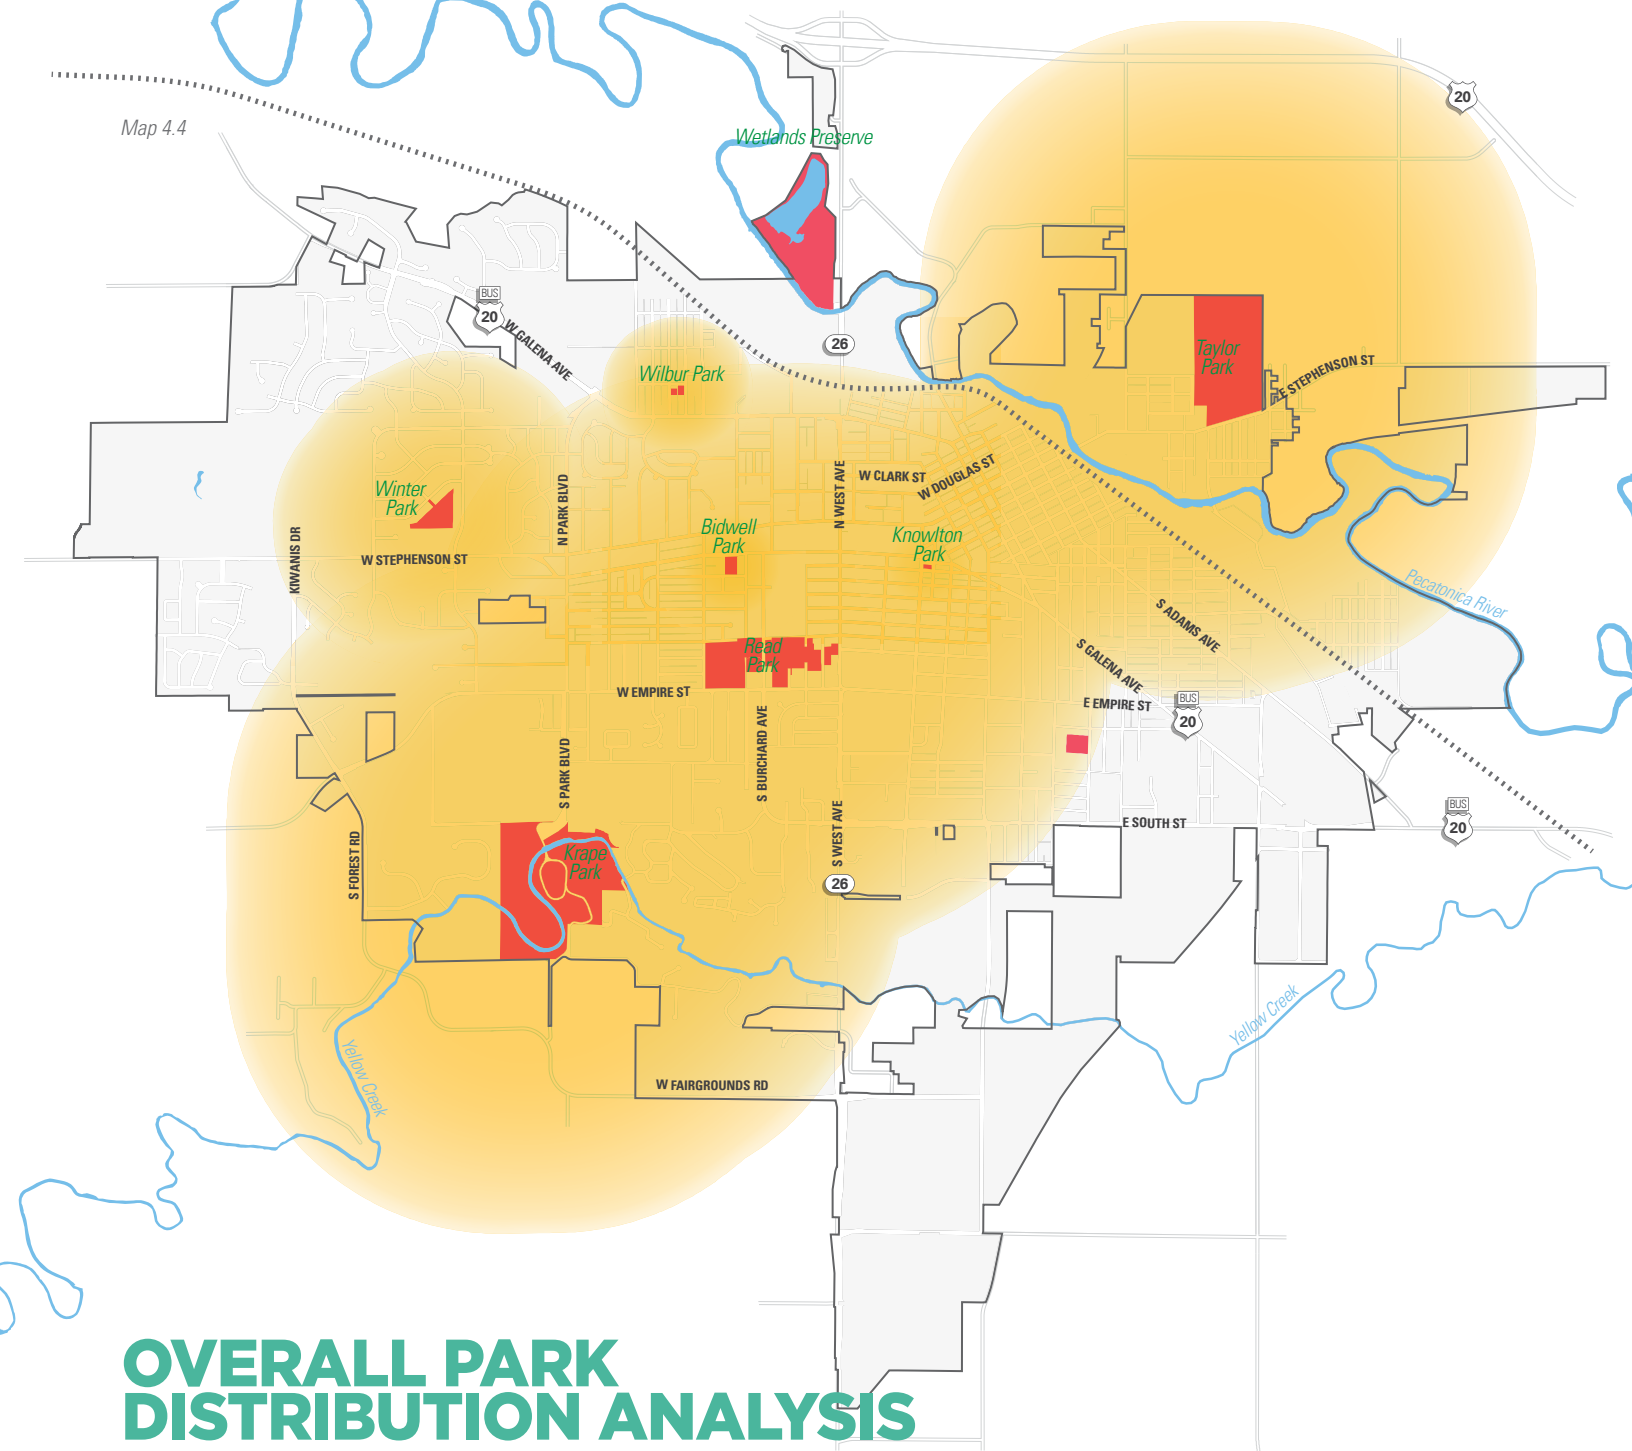 20
Map 4.4
Wetlands Preserve
BUS
20
W GALENA AVE
26
Wilbur Park
Taylor
Park
E STEPHENSON ST
Winter
Park
N PARK BLVD
N WEST AVE
W CLARK ST
W DOUGLAS ST
Bidwell
Park
Knowlton
Park
KIWANIS DR
W STEPHENSON ST
Pecatonica River
S ADAMS AVE
Read
Park
S GALENA AVE
W EMPIRE ST
E EMPIRE ST
BUS
20
S PARK BLVD
S BURCHARD AVE
S WEST AVE
E SOUTH ST
BUS
20
S FOREST RD
Krape
Park
26
Yellow Creek
Yellow Creek
W FAIRGROUNDS RD
OVERALL PARK
DISTRIBUTION ANALYSIS